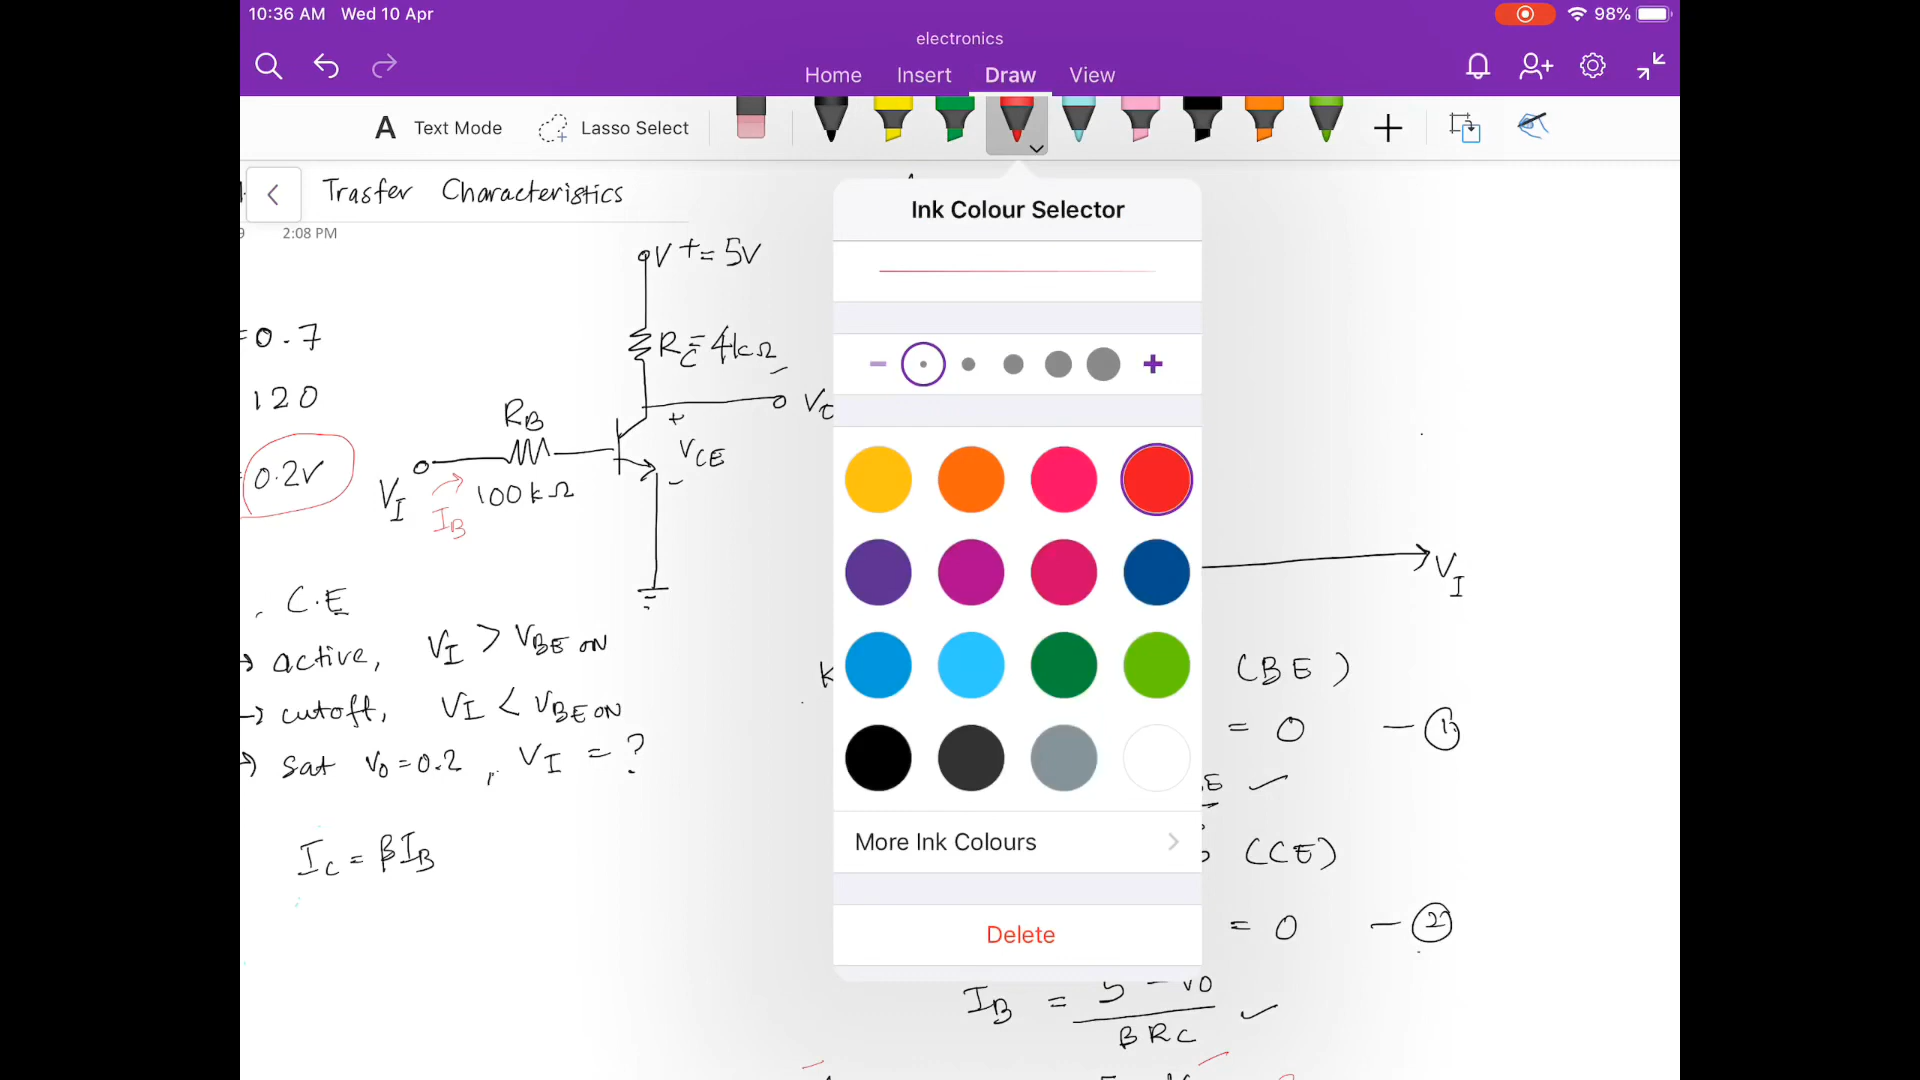 10:36 AM Wed 10 Apr
98%
electronics
Home Insert Draw View
A Text Mode Lasso Select
Trasfer Characteristics
2:08 PM
Ink Colour Selector
V+ = 5V
= 0.7
RC = 4kΩ
120
RB
+
VCE
-
0.2V
VI
100kΩ
IB
VI
C.E
→ active, VI > VBE ON
→ cutoff, VI < VBE ON
→ Sat Vo = 0.2, VI = ?
IC = βIB
K
(BE)
= 0 - ①
E ✓
More Ink Colours
(CE)
= 0 - ②
Delete
IB = 5 - Vo
βRC ✓